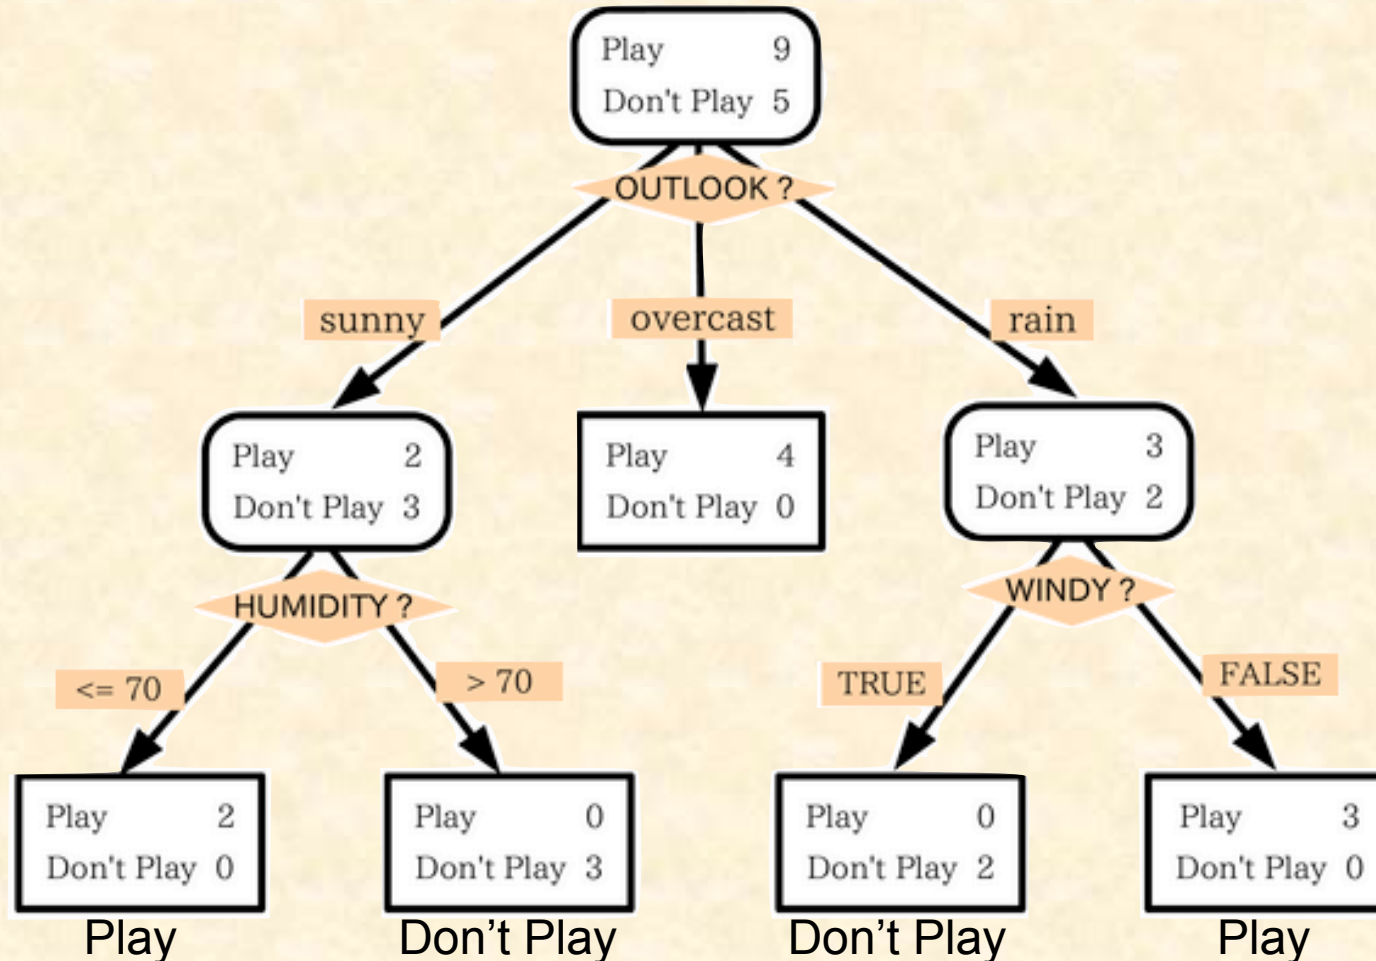 Play 9
Don't Play 5
OUTLOOK ?
sunny
overcast
rain
Play 2
Don't Play 3
Play 4
Don't Play 0
Play 3
Don't Play 2
HUMIDITY ?
WINDY ?
<= 70
> 70
TRUE
FALSE
Play 2
Don't Play 0
Play 0
Don't Play 3
Play 0
Don't Play 2
Play 3
Don't Play 0
Play
Don’t Play
Don’t Play
Play